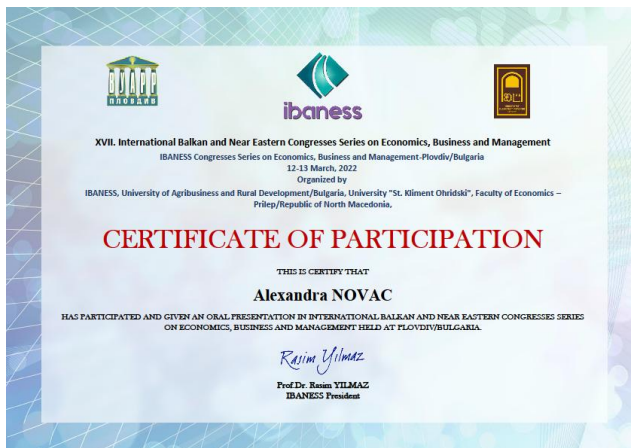 ПЛОВДИВ
ibaness
XVII. International Balkan and Near Eastern Congresses Series on Economics, Business and Management
IBANESS Congresses Series on Economics, Business and Management-Plovdiv/Bulgaria
12-13 March, 2022
Organized by
IBANESS, University of Agribusiness and Rural Development/Bulgaria, University "St. Kliment Ohridski", Faculty of Economics –
Prilep/Republic of North Macedonia,
CERTIFICATE OF PARTICIPATION
THIS IS CERTIFY THAT
Alexandra NOVAC
HAS PARTICIPATED AND GIVEN AN ORAL PRESENTATION IN INTERNATIONAL BALKAN AND NEAR EASTERN CONGRESSES SERIES
ON ECONOMICS, BUSINESS AND MANAGEMENT HELD AT PLOVDIV/BULGARIA.
Rasim Yılmaz
Prof.Dr. Rasim YILMAZ
IBANESS President